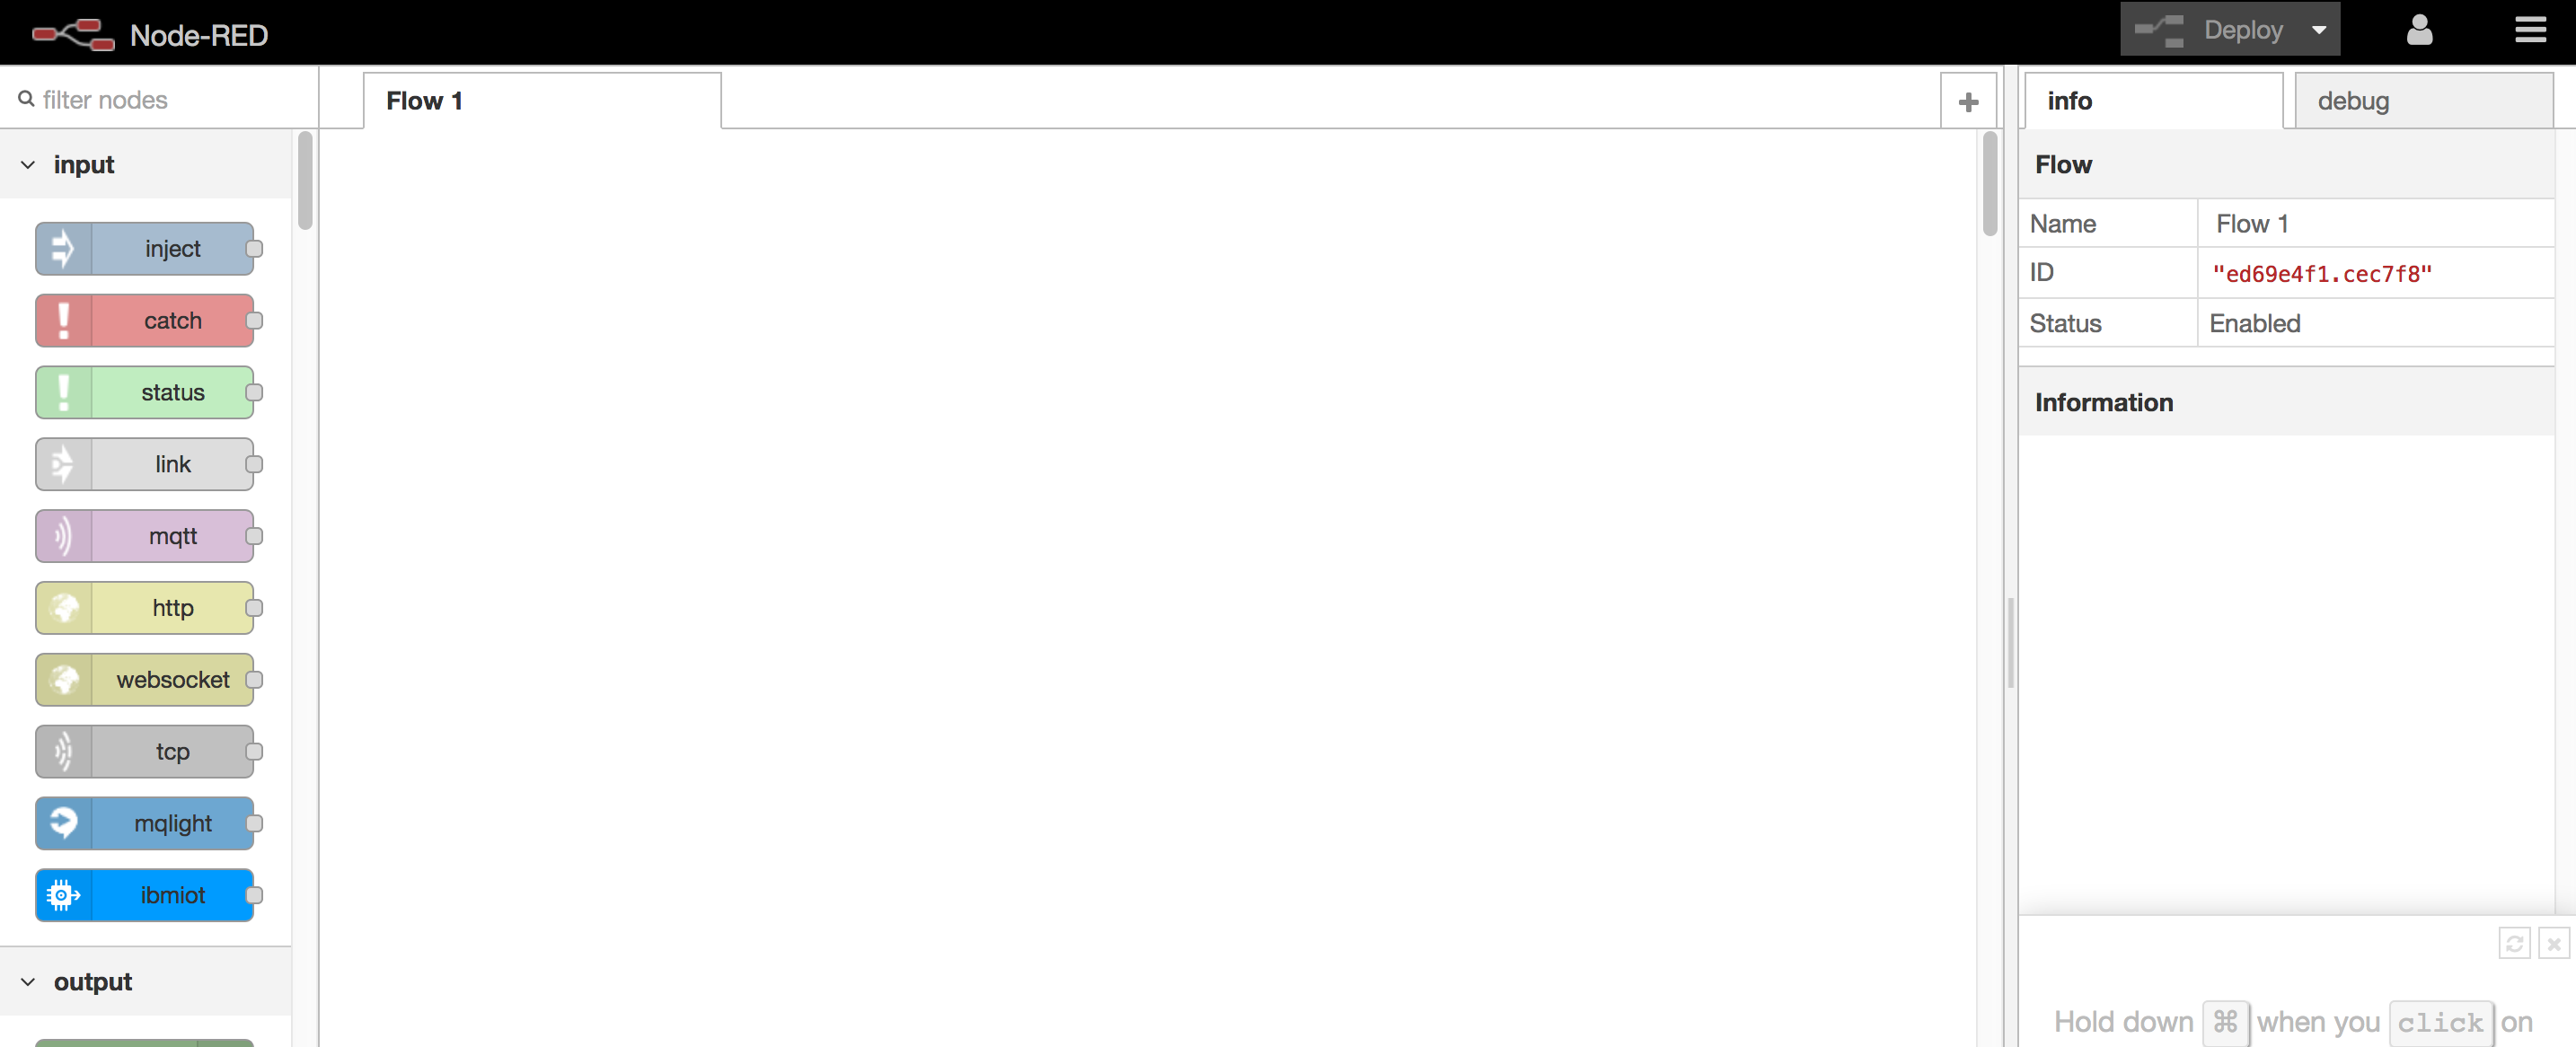 Node-RED
Deploy
filter nodes
Flow 1
info
debug
input
inject
catch
status
link
mqtt
http
websocket
tcp
mqlight
ibmiot
output
Flow
Name Flow 1
ID "ed69e4f1.cec7f8"
Status Enabled
Information
Hold down ⌘ when you click on